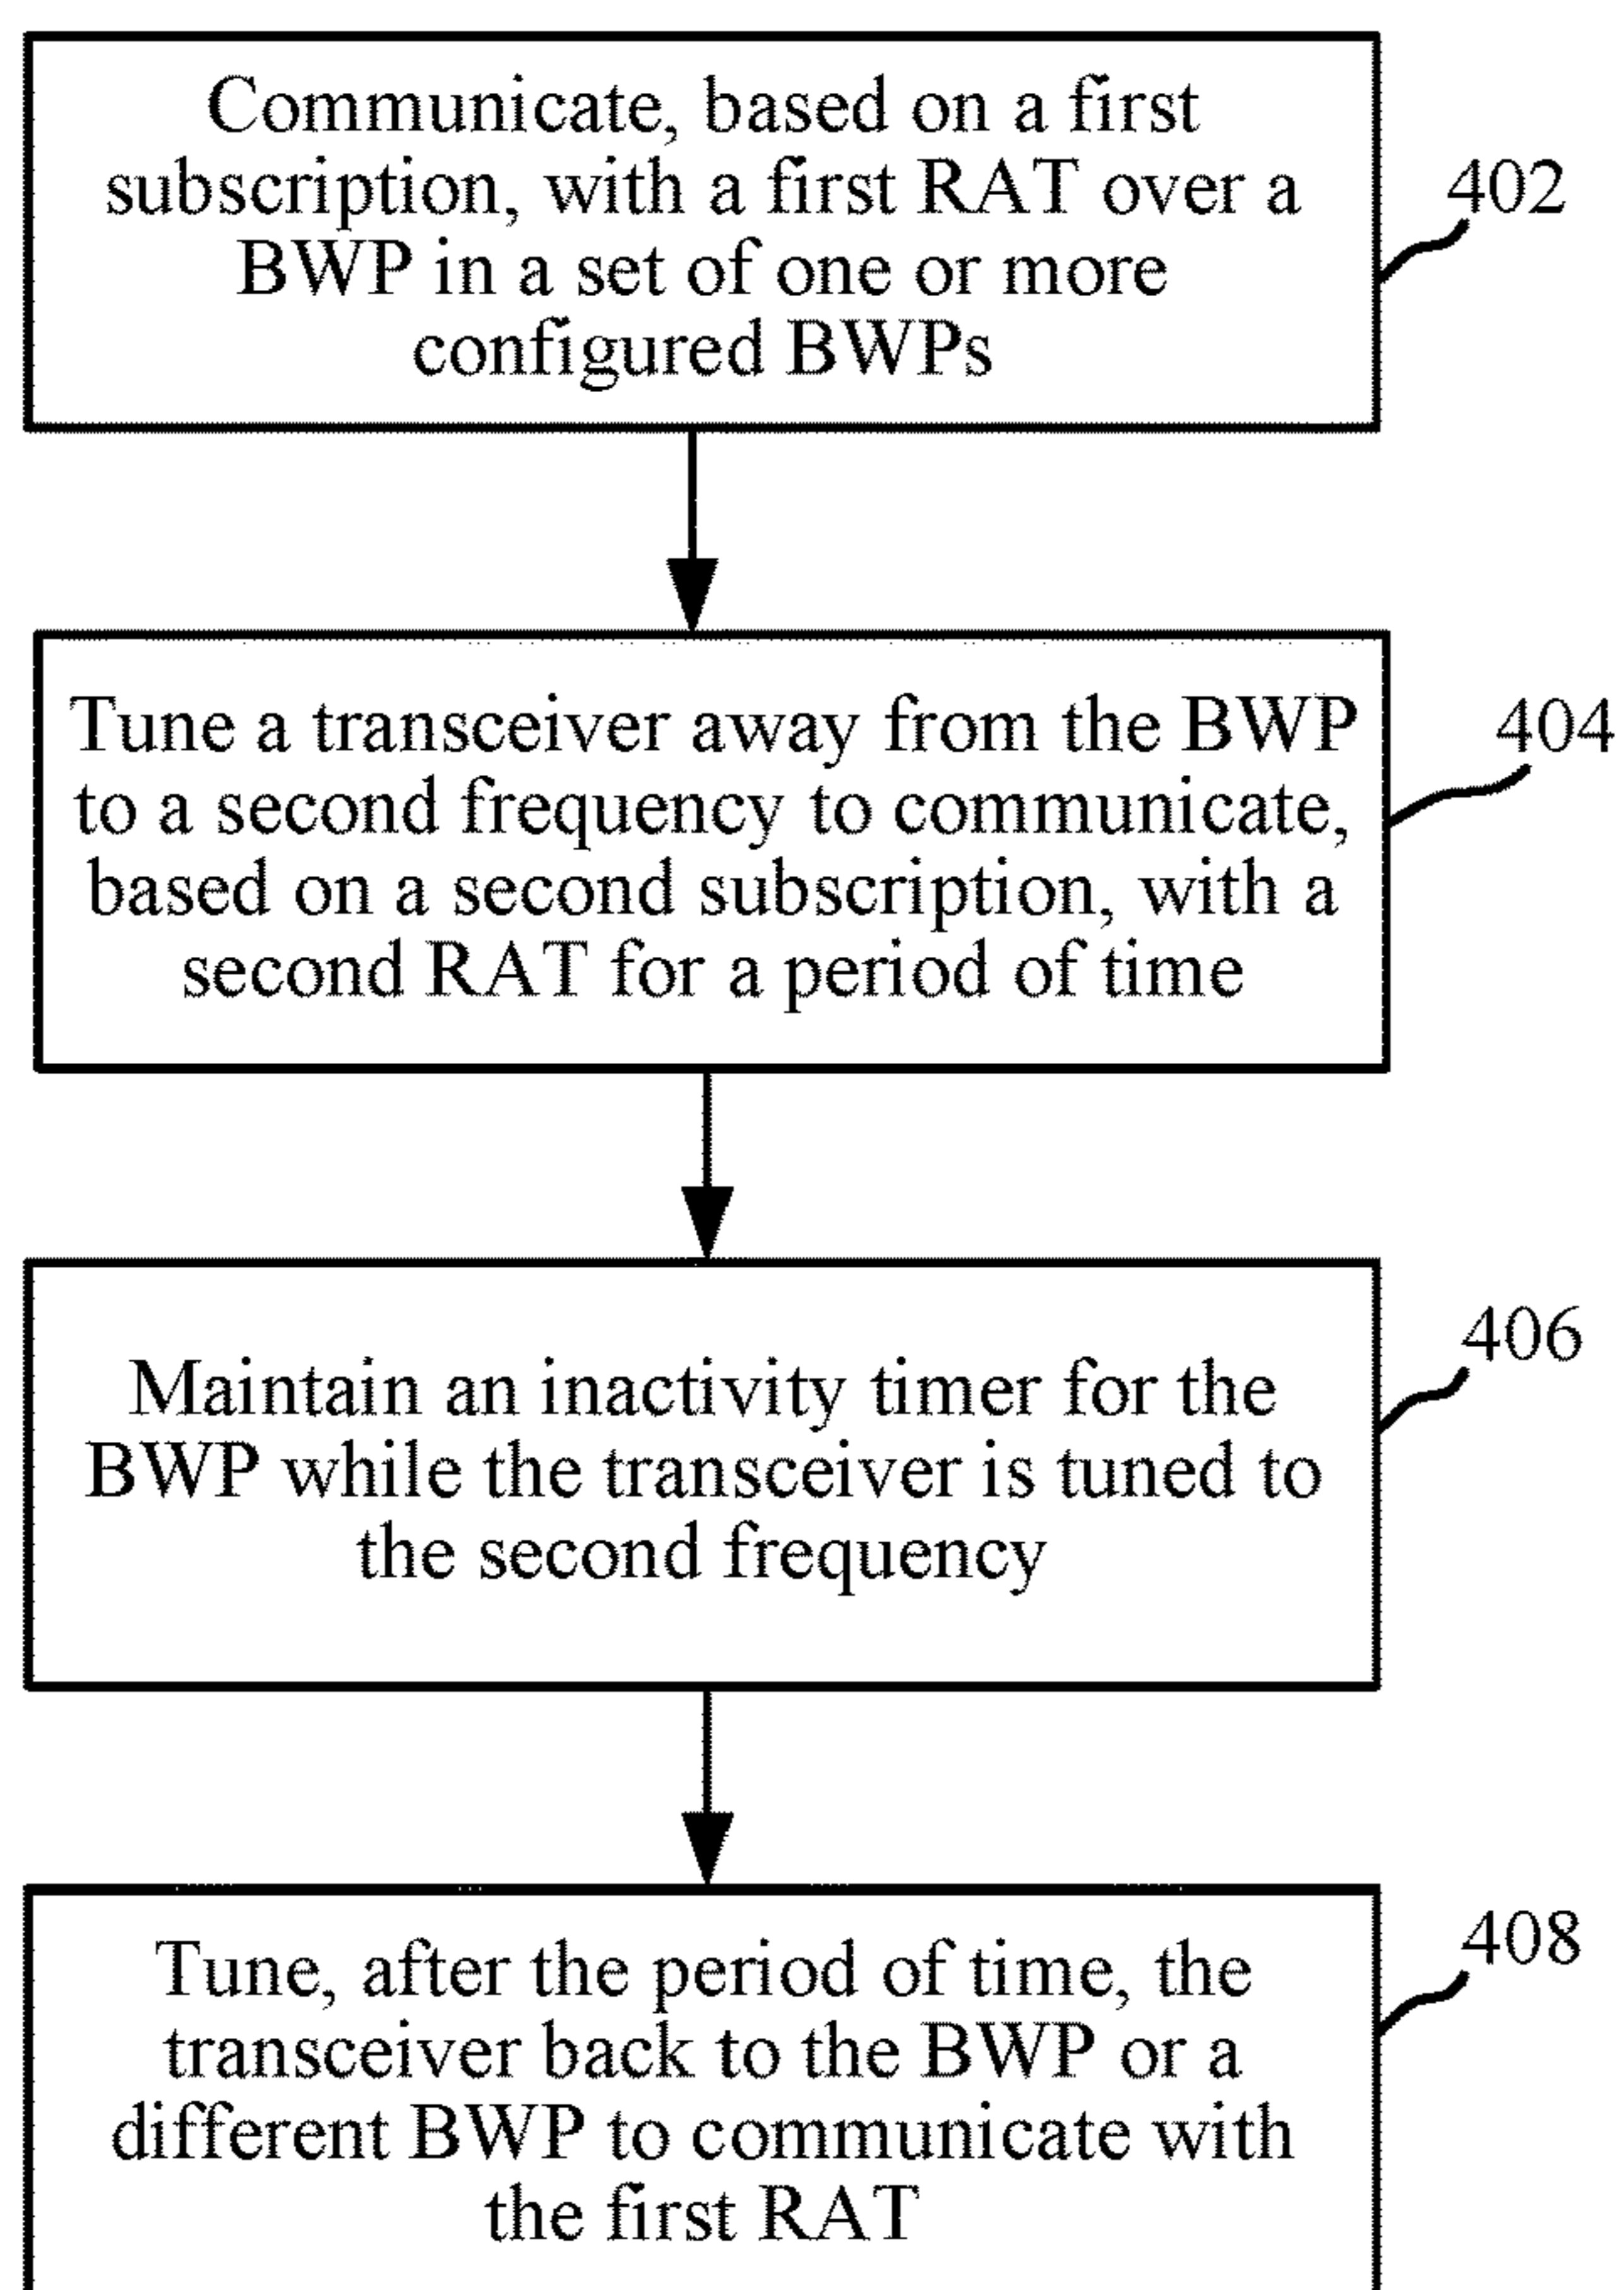 Communicate, based on a first
subscription, with a first RAT over a
BWP in a set of one or more
configured BWPs
402
Tune a transceiver away from the BWP
to a second frequency to communicate,
based on a second subscription, with a
second RAT for a period of time
404
Maintain an inactivity timer for the
BWP while the transceiver is tuned to
the second frequency
406
Tune, after the period of time, the
transceiver back to the BWP or a
different BWP to communicate with
the first RAT
408